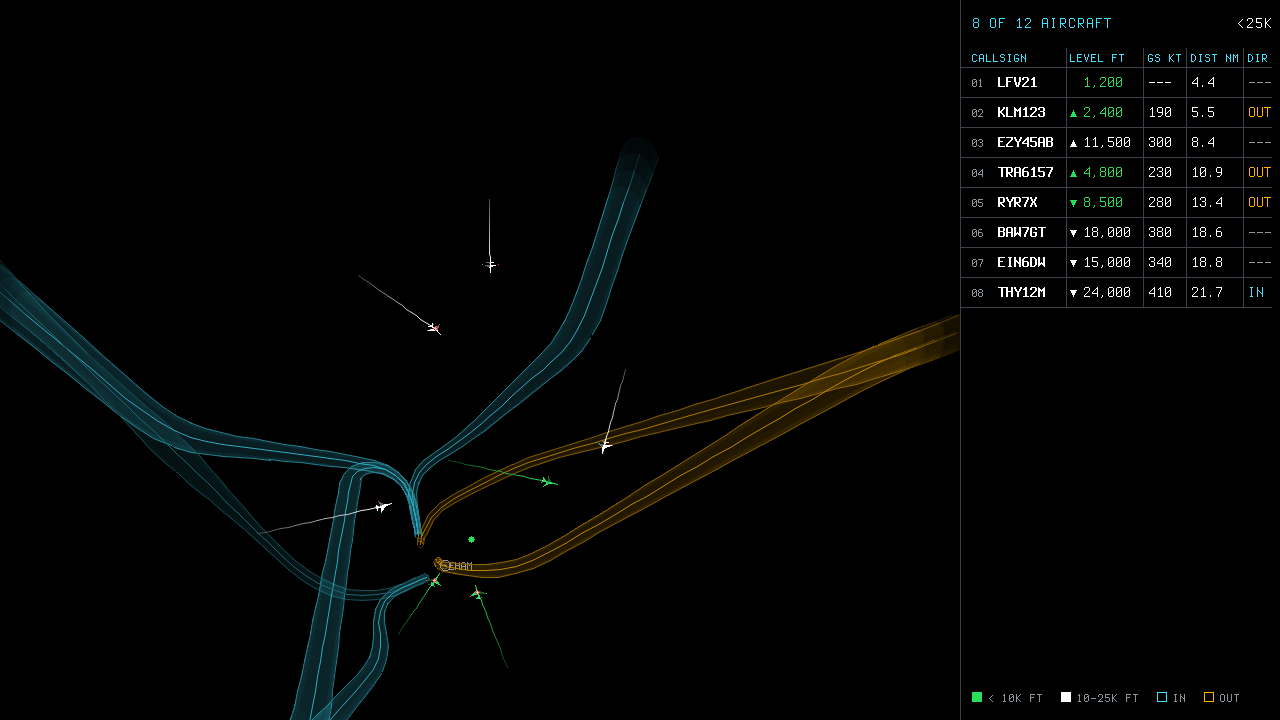 8 OF 12 AIRCRAFT <25K
CALLSIGN LEVEL FT GS KT DIST NM DIR
01 LFV21 1,200 --- 4.4 ---
02 KLM123 ▲ 2,400 190 5.5 OUT
03 EZY45AB ▲ 11,500 300 8.4 ---
04 TRA6157 ▲ 4,800 230 10.9 OUT
05 RYR7X ▼ 8,500 280 13.4 OUT
06 BAW7GT ▼ 18,000 380 18.6 ---
07 EIN6DW ▼ 15,000 340 18.8 ---
08 THY12M ▼ 24,000 410 21.7 IN
EHAM
< 10K FT 10-25K FT IN OUT